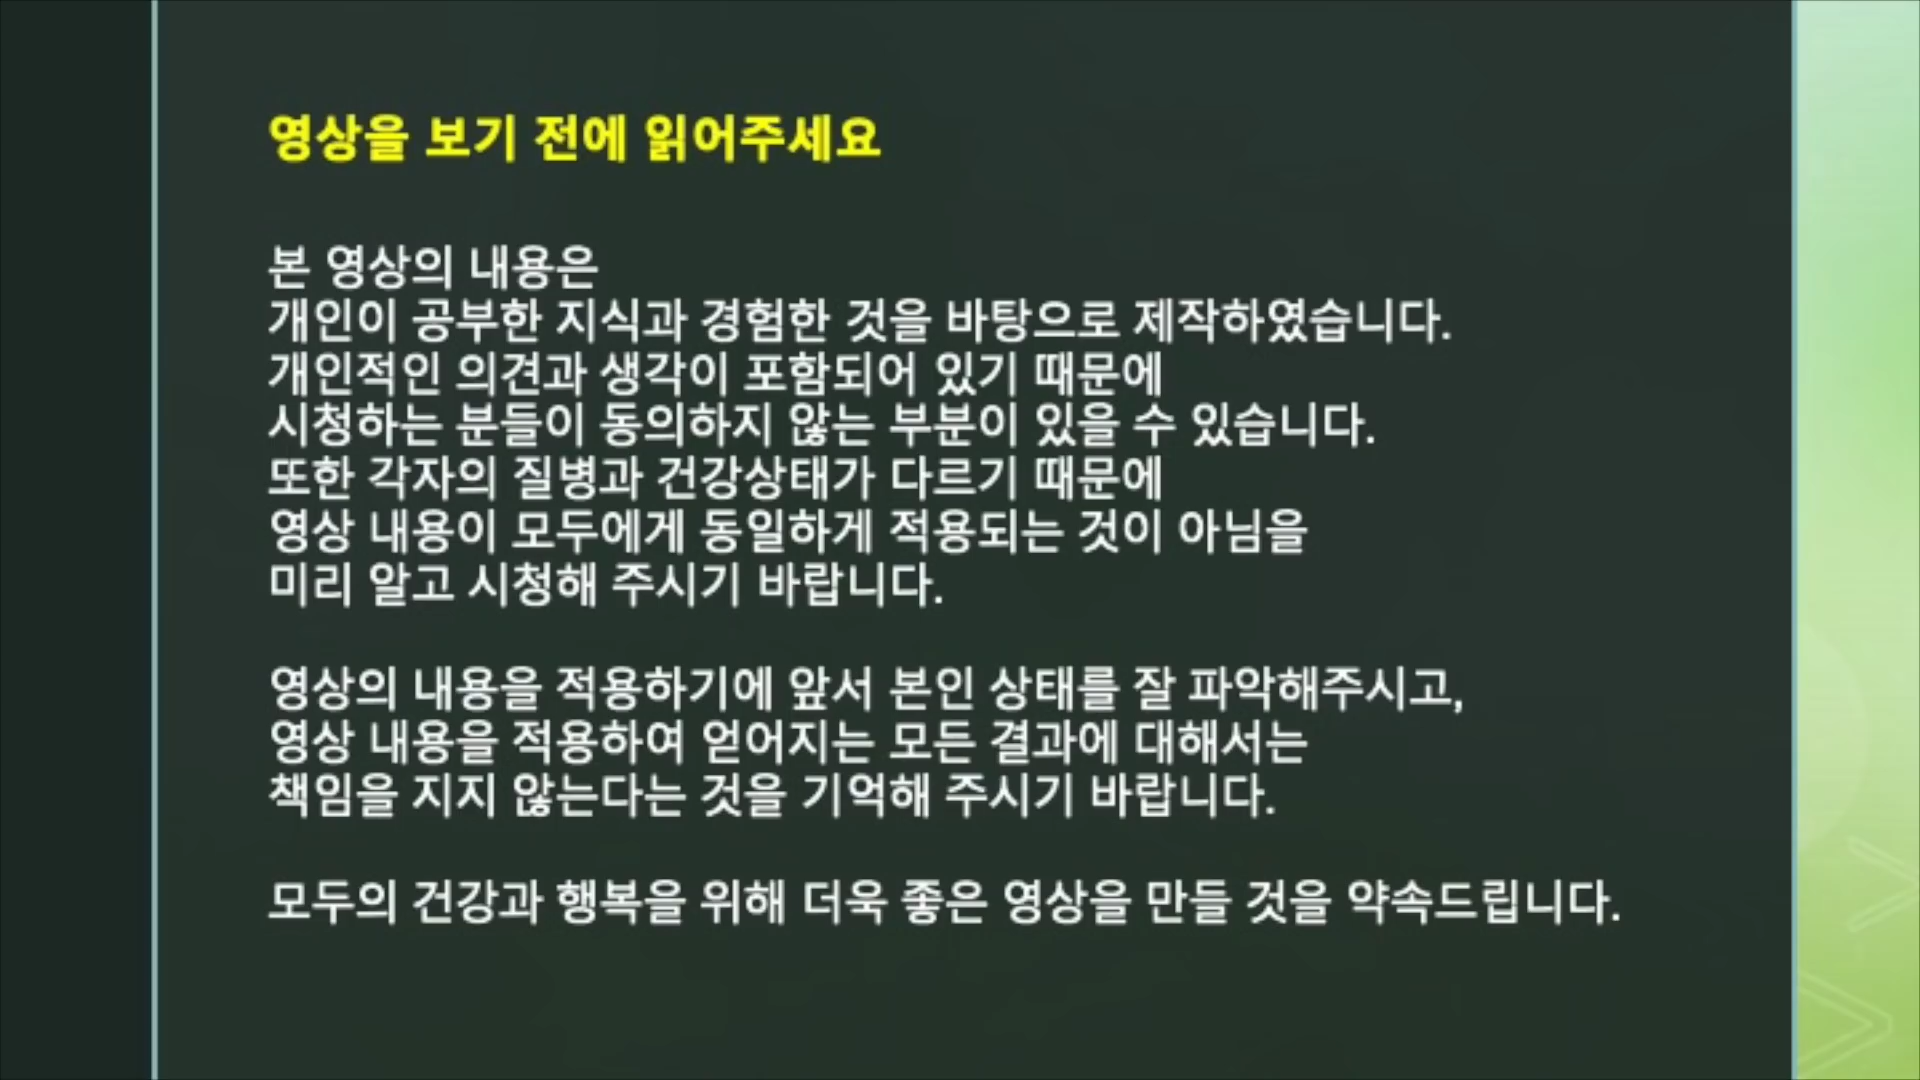 영상을 보기 전에 읽어주세요
본 영상의 내용은
개인이 공부한 지식과 경험한 것을 바탕으로 제작하였습니다.
개인적인 의견과 생각이 포함되어 있기 때문에
시청하는 분들이 동의하지 않는 부분이 있을 수 있습니다.
또한 각자의 질병과 건강상태가 다르기 때문에
영상 내용이 모두에게 동일하게 적용되는 것이 아님을
미리 알고 시청해 주시기 바랍니다.
영상의 내용을 적용하기에 앞서 본인 상태를 잘 파악해주시고,
영상 내용을 적용하여 얻어지는 모든 결과에 대해서는
책임을 지지 않는다는 것을 기억해 주시기 바랍니다.
모두의 건강과 행복을 위해 더욱 좋은 영상을 만들 것을 약속드립니다.